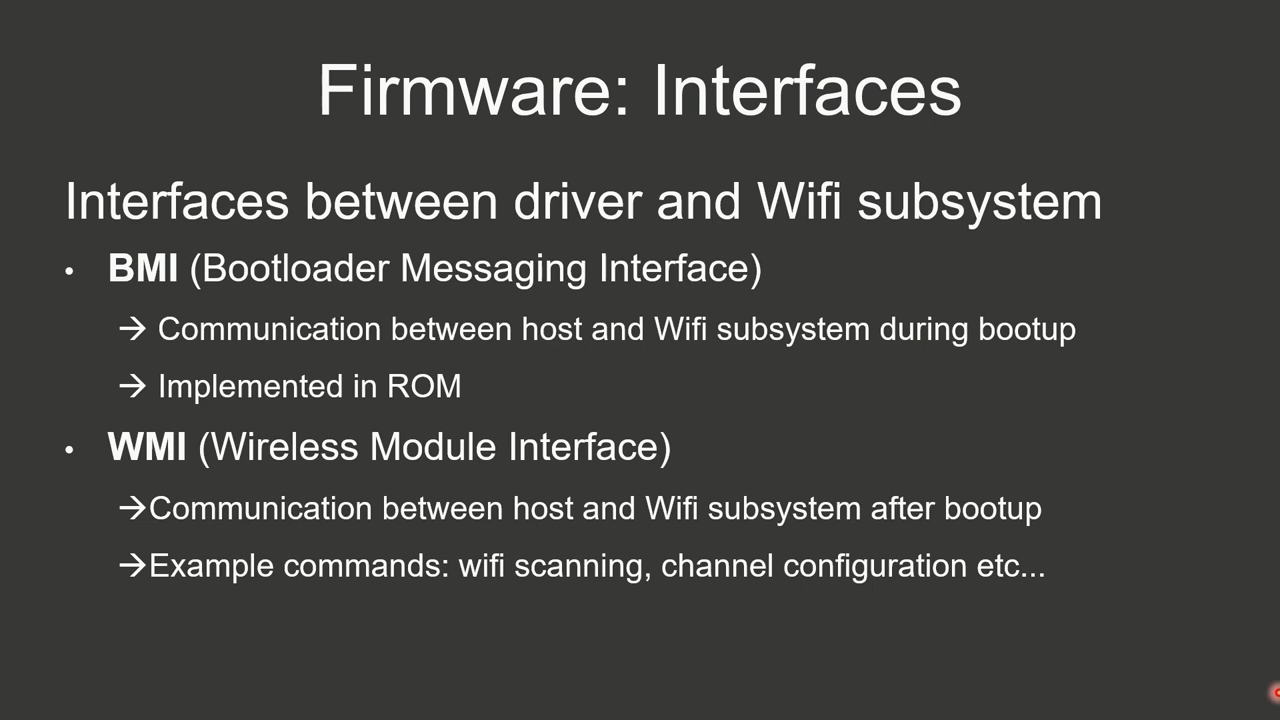 Firmware: Interfaces
Interfaces between driver and Wifi subsystem
• BMI (Bootloader Messaging Interface)
→ Communication between host and Wifi subsystem during bootup
→ Implemented in ROM
• WMI (Wireless Module Interface)
→Communication between host and Wifi subsystem after bootup
→Example commands: wifi scanning, channel configuration etc...